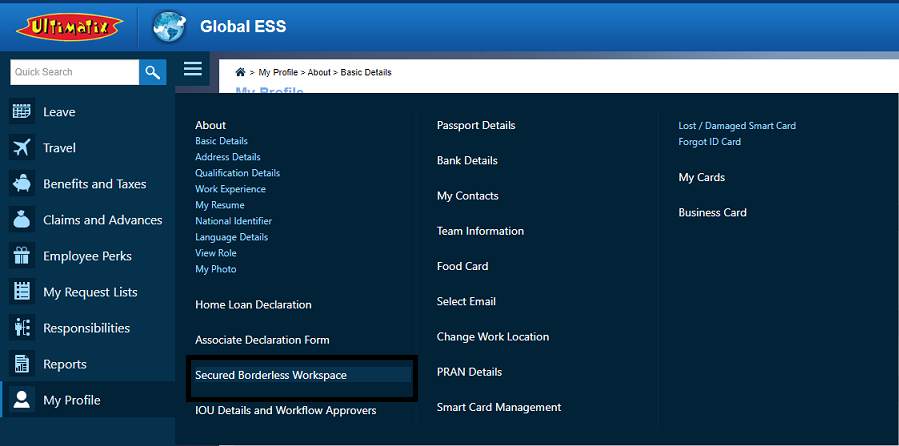 Ultimatix
Global ESS
Quick Search
> My Profile > About > Basic Details
My Profile
Leave
Travel
Benefits and Taxes
Claims and Advances
Employee Perks
My Request Lists
Responsibilities
Reports
My Profile
About
Basic Details
Address Details
Qualification Details
Work Experience
My Resume
National Identifier
Language Details
View Role
My Photo
Home Loan Declaration
Associate Declaration Form
Secured Borderless Workspace
IOU Details and Workflow Approvers
Passport Details
Bank Details
My Contacts
Team Information
Food Card
Select Email
Change Work Location
PRAN Details
Smart Card Management
Lost / Damaged Smart Card
Forgot ID Card
My Cards
Business Card